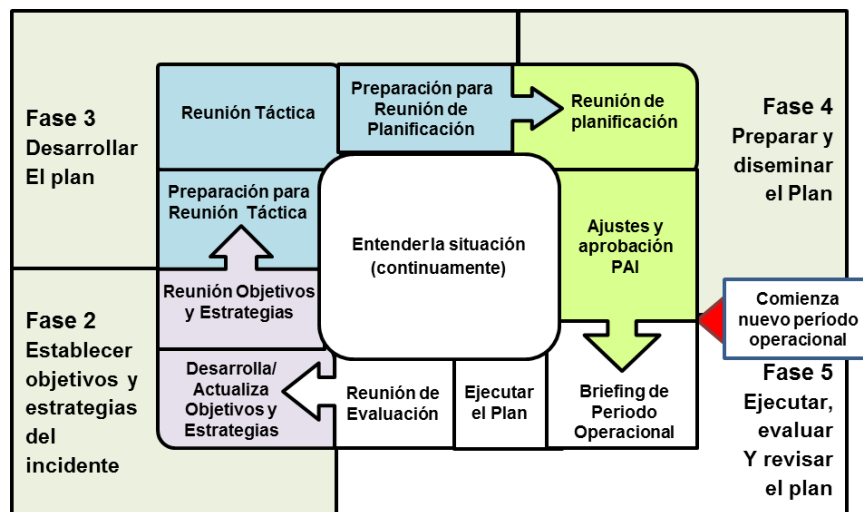 Fase 3
Desarrollar
El plan
Reunión Táctica
Preparación para
Reunión de
Planificación
Reunión de
planificación
Fase 4
Preparar y
diseminar
el Plan
Preparación para
Reunión Táctica
Entender la situación
(continuamente)
Ajustes y
aprobación
PAI
Reunión Objetivos
y Estrategias
Comienza
nuevo período
operacional
Fase 2
Establecer
objetivos y
estrategias
del
incidente
Desarrolla/
Actualiza
Objetivos y
Estrategias
Reunión de
Evaluación
Ejecutar
el Plan
Briefing de
Periodo
Operacional
Fase 5
Ejecutar,
evaluar
Y revisar
el plan